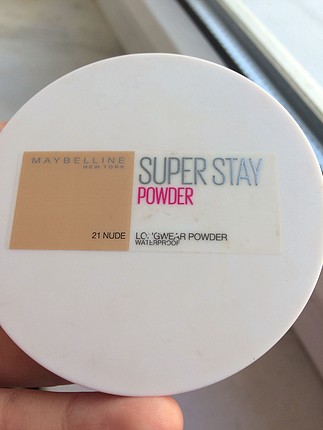 MAYBELLINE
NEW YORK
SUPER STAY
POWDER
21 NUDE
LONGWEAR POWDER
WATERPROOF